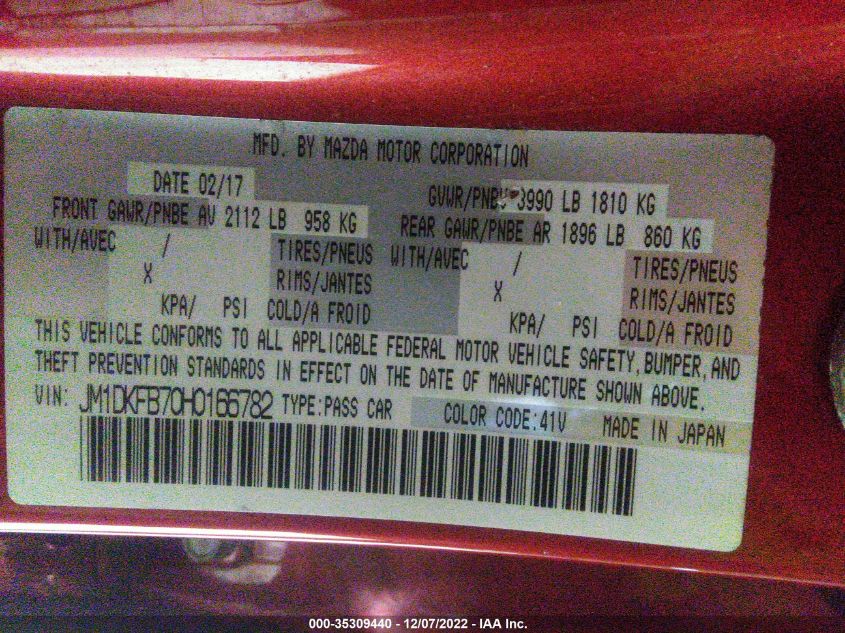 MFD. BY MAZDA MOTOR CORPORATION
DATE 02/17
GVWR/PNBV 3990 LB 1810 KG
FRONT GAWR/PNBE AV 2112 LB 958 KG
REAR GAWR/PNBE AR 1896 LB 860 KG
WITH/AVEC / TIRES/PNEUS WITH/AVEC / TIRES/PNEUS
X RIMS/JANTES X RIMS/JANTES
KPA/ PSI COLD/A FROID KPA/ PSI COLD/A FROID
THIS VEHICLE CONFORMS TO ALL APPLICABLE FEDERAL MOTOR VEHICLE SAFETY, BUMPER, AND
THEFT PREVENTION STANDARDS IN EFFECT ON THE DATE OF MANUFACTURE SHOWN ABOVE.
VIN: JM1DKFB70H0166782 TYPE:PASS CAR COLOR CODE:41V MADE IN JAPAN
000-35309440 - 12/07/2022 - IAA Inc.